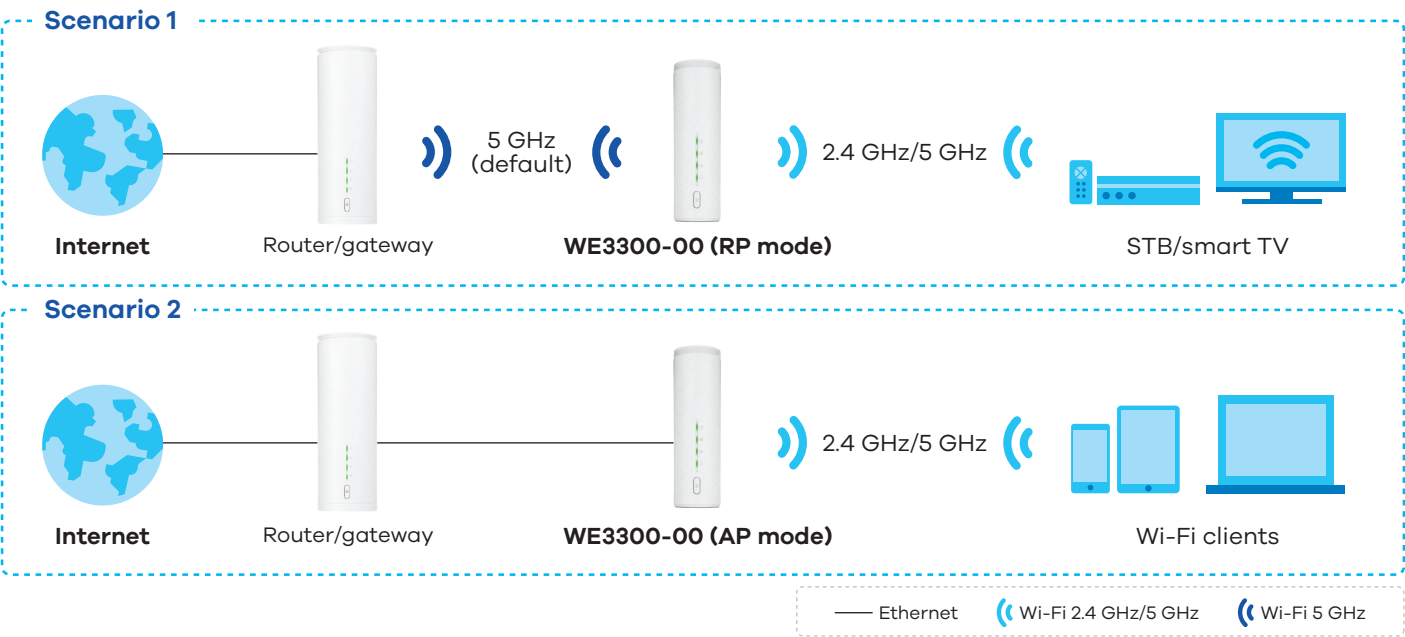 Scenario 1
5 GHz
(default)
2.4 GHz/5 GHz
Internet
Router/gateway
WE3300-00 (RP mode)
STB/smart TV
Scenario 2
2.4 GHz/5 GHz
Internet
Router/gateway
WE3300-00 (AP mode)
Wi-Fi clients
Ethernet
Wi-Fi 2.4 GHz/5 GHz
Wi-Fi 5 GHz